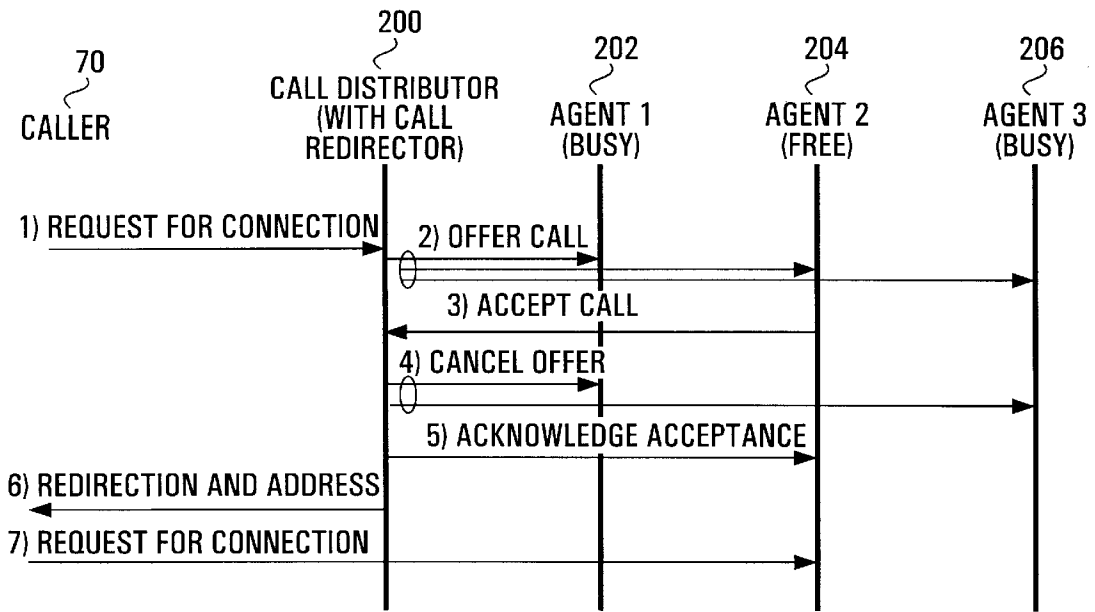 70
CALLER
200
CALL DISTRIBUTOR
(WITH CALL
REDIRECTOR)
202
AGENT 1
(BUSY)
204
AGENT 2
(FREE)
206
AGENT 3
(BUSY)
1) REQUEST FOR CONNECTION
2) OFFER CALL
3) ACCEPT CALL
4) CANCEL OFFER
5) ACKNOWLEDGE ACCEPTANCE
6) REDIRECTION AND ADDRESS
7) REQUEST FOR CONNECTION